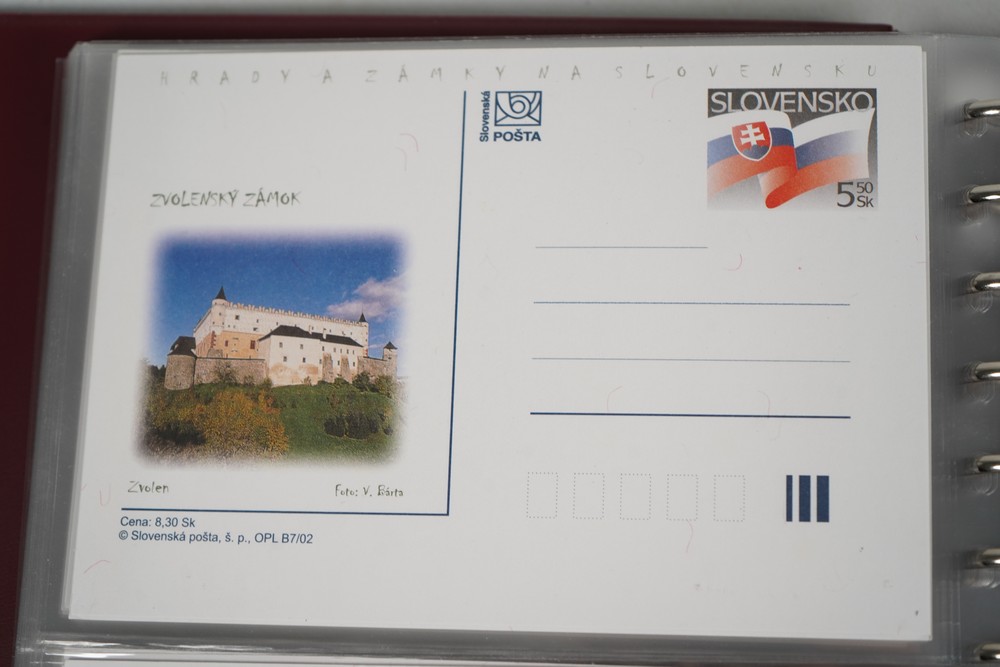 HRADY A ZÁMKY NA SLOVENSKU
Slovenská
POŠTA
SLOVENSKO
5 50
Sk
ZVOLENSKÝ ZÁMOK
Zvolen
Foto: V. Bárta
Cena: 8,30 Sk
© Slovenská pošta, š. p., OPL B7/02